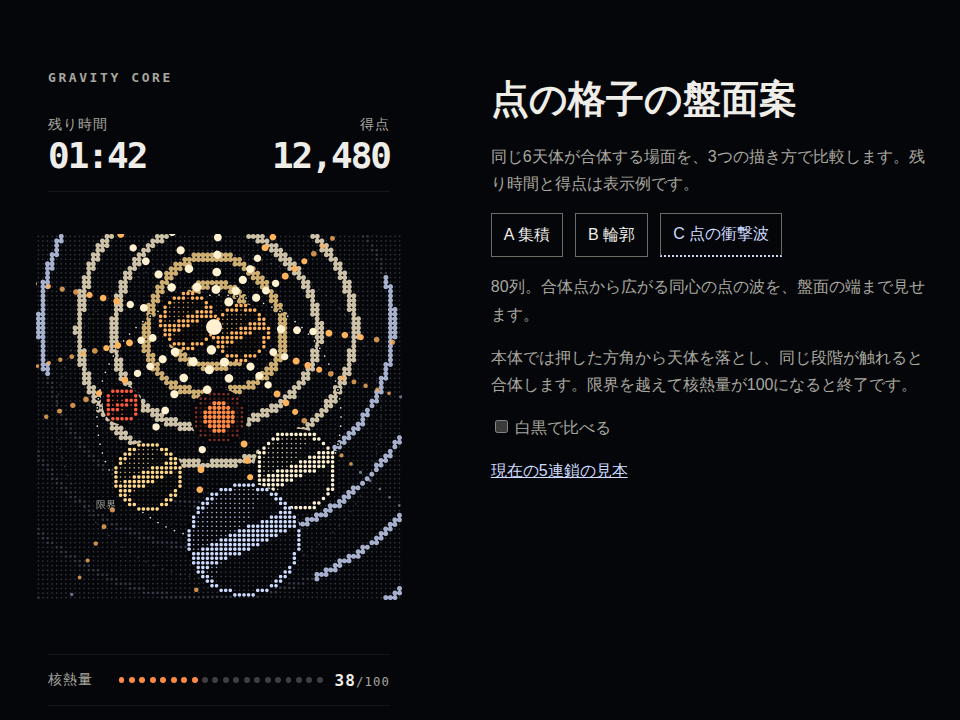 GRAVITY CORE
残り時間
得点
01:42
12,480
限界
核熱量
38/100
点の格子の盤面案
同じ6天体が合体する場面を、3つの描き方で比較します。残
り時間と得点は表示例です。
A 集積
B 輪郭
C 点の衝撃波
80列。合体点から広がる同心の点の波を、盤面の端まで見せ
ます。
本体では押した方角から天体を落とし、同じ段階が触れると
合体します。限界を越えて核熱量が100になると終了です。
白黒で比べる
現在の5連鎖の見本